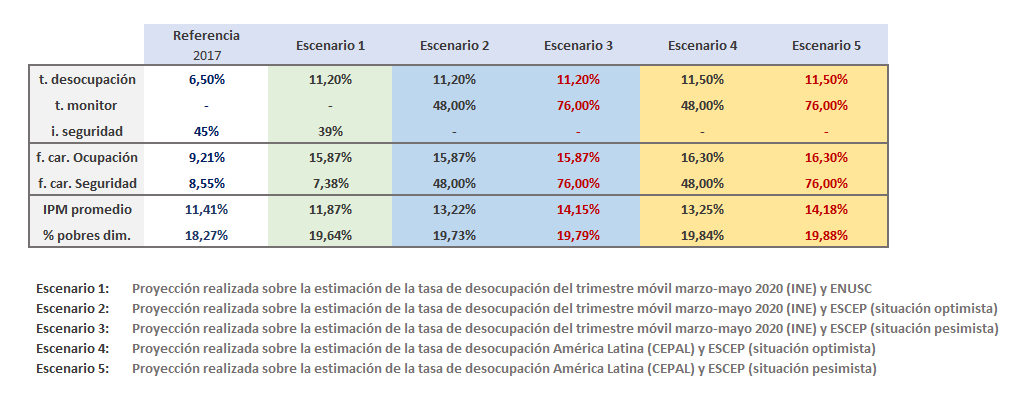 Referencia 2017 Escenario 1 Escenario 2 Escenario 3 Escenario 4 Escenario 5
t. desocupación 6,50% 11,20% 11,20% 11,20% 11,50% 11,50%
t. monitor - - 48,00% 76,00% 48,00% 76,00%
i. seguridad 45% 39% - - - -
f. car. Ocupación 9,21% 15,87% 15,87% 15,87% 16,30% 16,30%
f. car. Seguridad 8,55% 7,38% 48,00% 76,00% 48,00% 76,00%
IPM promedio 11,41% 11,87% 13,22% 14,15% 13,25% 14,18%
% pobres dim. 18,27% 19,64% 19,73% 19,79% 19,84% 19,88%
Escenario 1: Proyección realizada sobre la estimación de la tasa de desocupación del trimestre móvil marzo-mayo 2020 (INE) y ENUSC
Escenario 2: Proyección realizada sobre la estimación de la tasa de desocupación del trimestre móvil marzo-mayo 2020 (INE) y ESCEP (situación optimista)
Escenario 3: Proyección realizada sobre la estimación de la tasa de desocupación del trimestre móvil marzo-mayo 2020 (INE) y ESCEP (situación pesimista)
Escenario 4: Proyección realizada sobre la estimación de la tasa de desocupación América Latina (CEPAL) y ESCEP (situación optimista)
Escenario 5: Proyección realizada sobre la estimación de la tasa de desocupación América Latina (CEPAL) y ESCEP (situación pesimista)